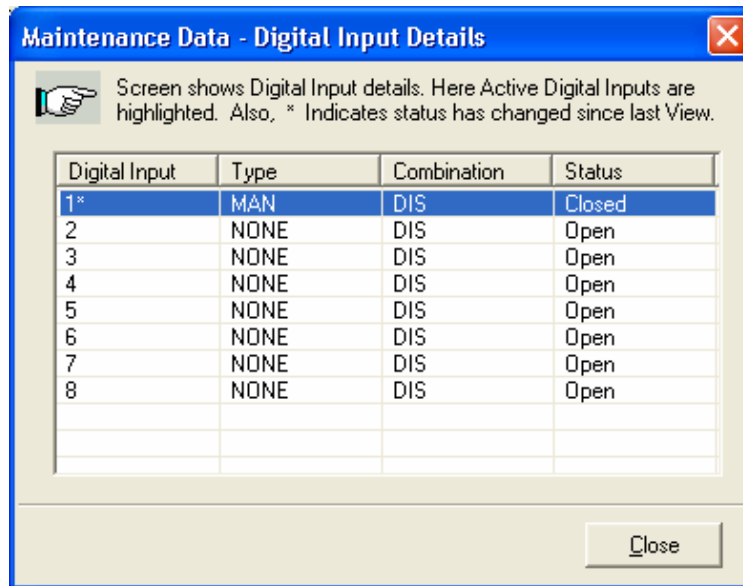 Maintenance Data - Digital Input Details
Screen shows Digital Input details. Here Active Digital Inputs are
highlighted. Also, * Indicates status has changed since last View.
Digital Input Type Combination Status
1* MAN DIS Closed
2 NONE DIS Open
3 NONE DIS Open
4 NONE DIS Open
5 NONE DIS Open
6 NONE DIS Open
7 NONE DIS Open
8 NONE DIS Open
Close